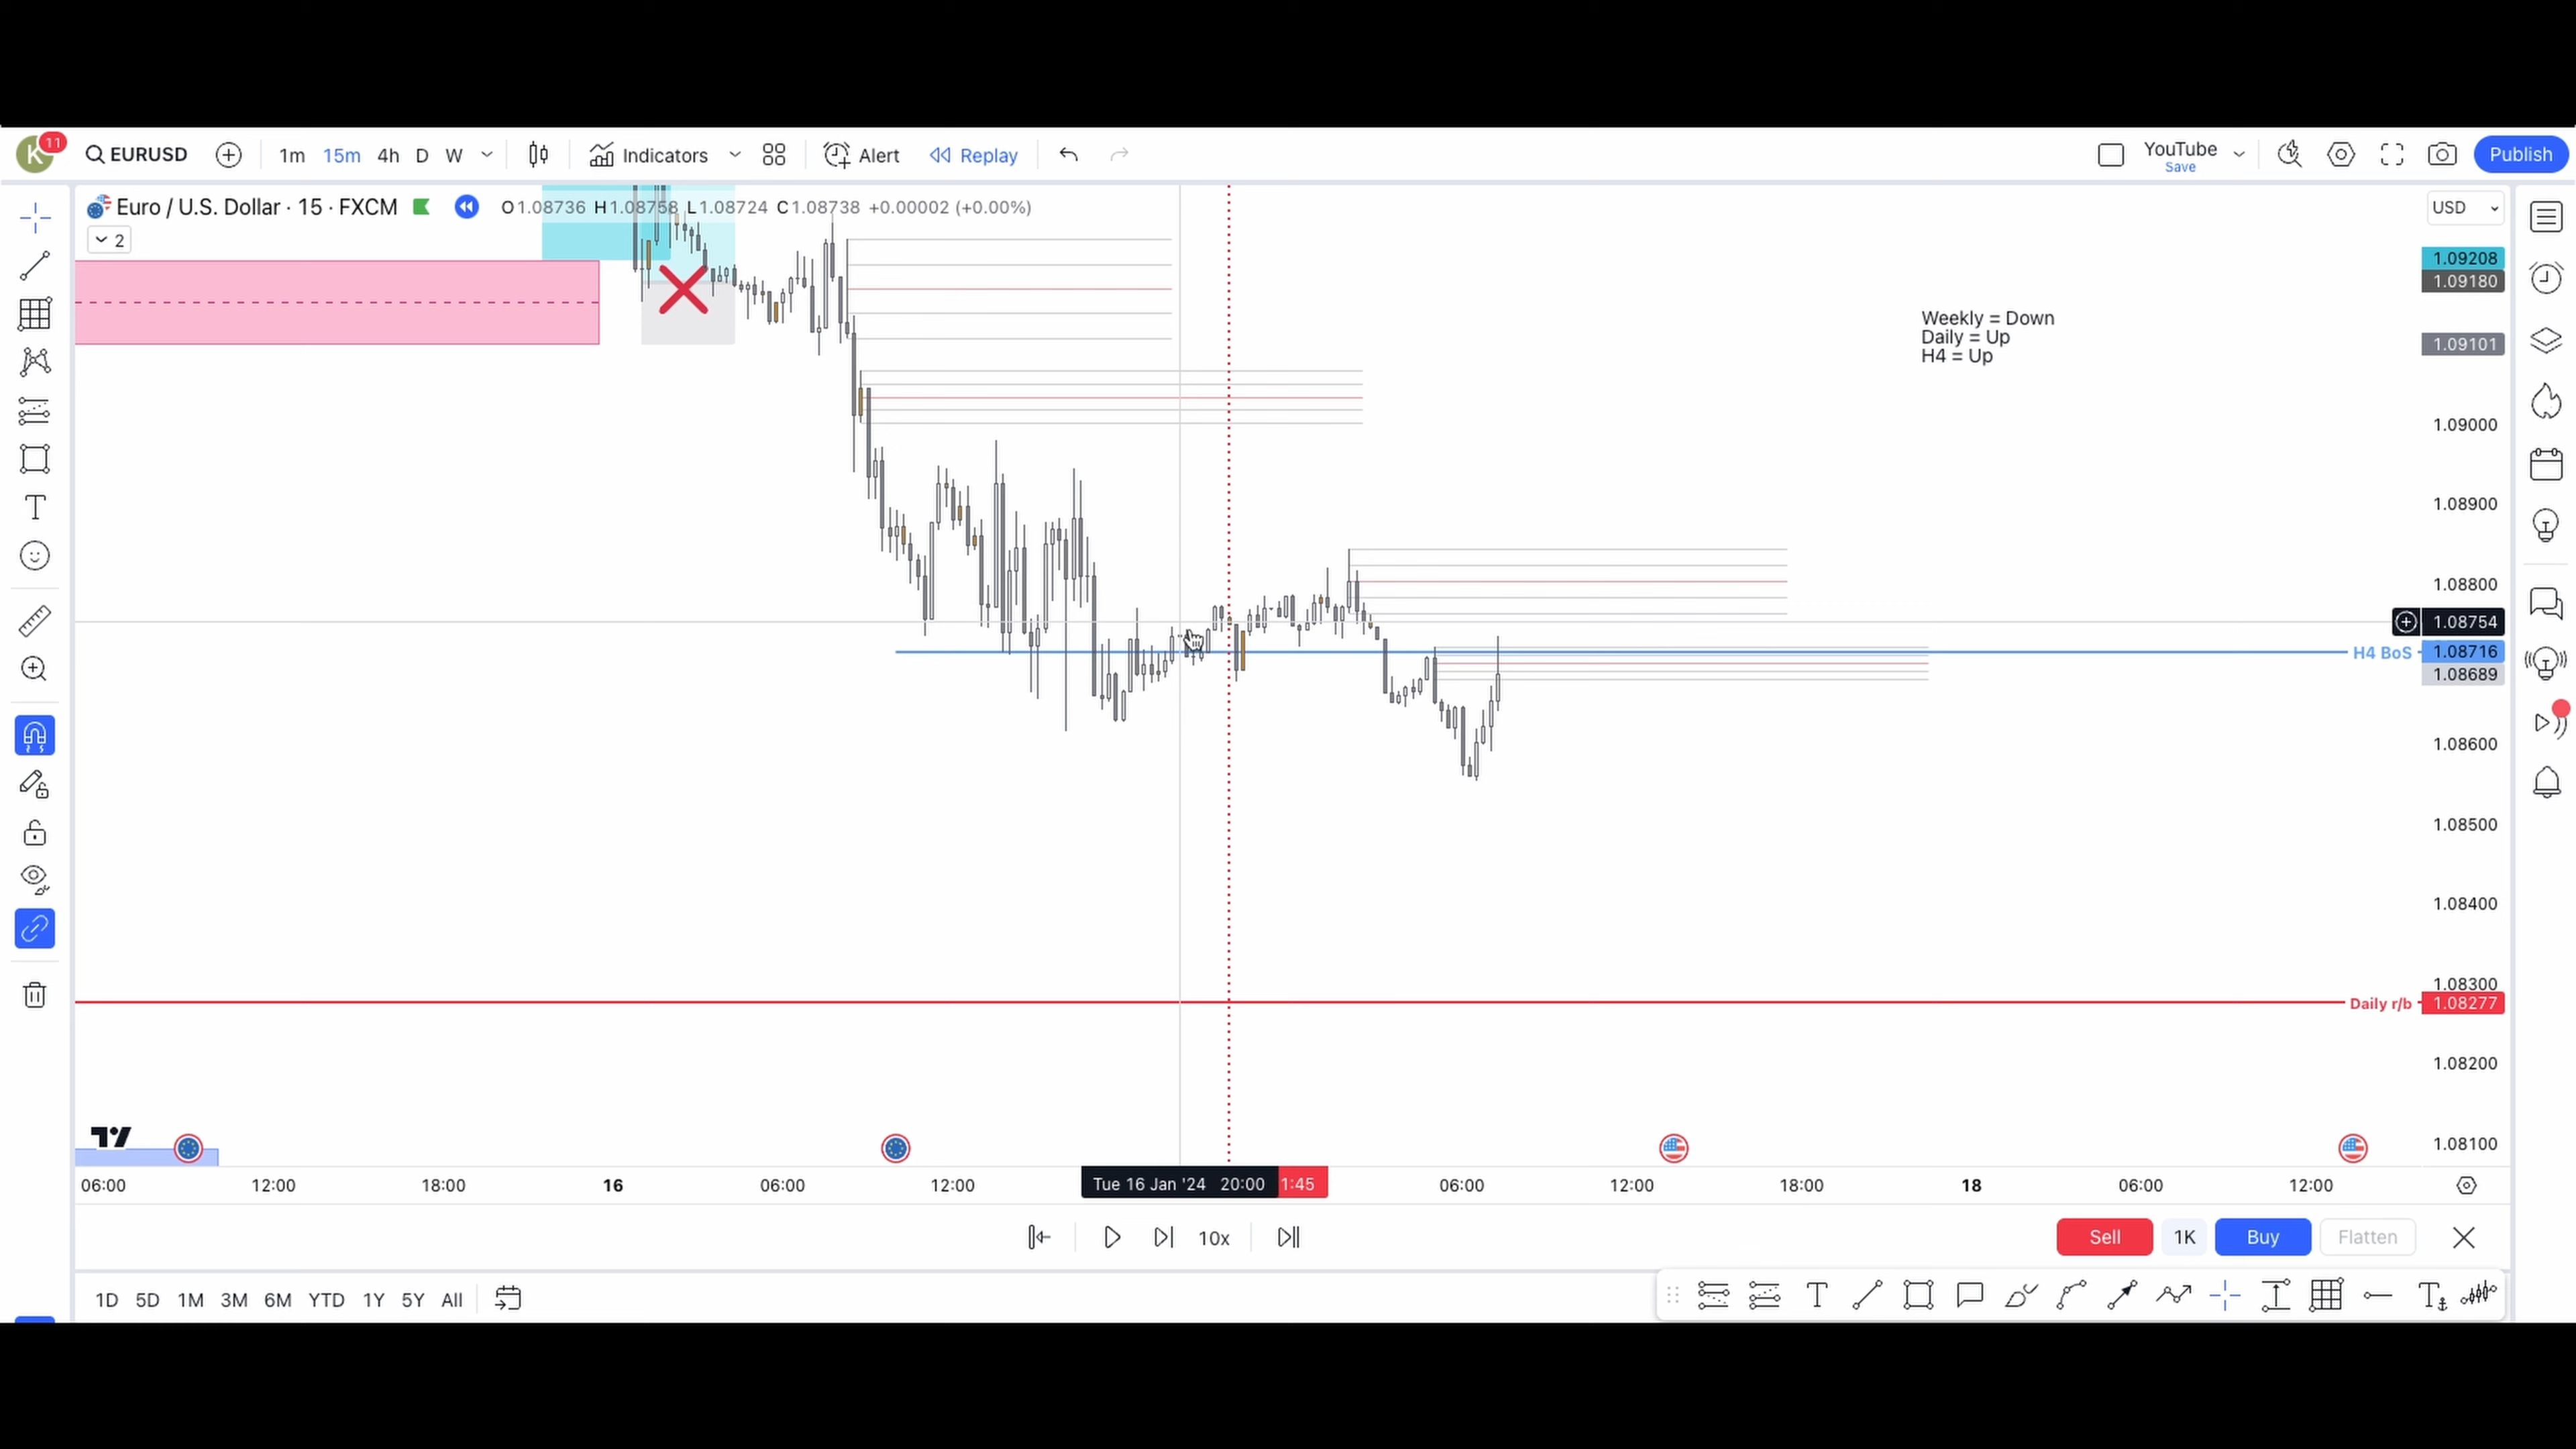 K 11 EURUSD 1m 15m 4h D W Indicators Alert Replay YouTube Save Publish
Euro / U.S. Dollar · 15 · FXCM O1.08736 H1.08758 L1.08724 C1.08738 +0.00002 (+0.00%) USD
2
1.09208
1.09180
Weekly = Down
Daily = Up
H4 = Up
1.09101
1.09000
1.08900
1.08800
1.08754
H4 BoS 1.08716
1.08689
1.08600
1.08500
1.08400
1.08300
Daily r/b 1.08277
1.08200
1.08100
06:00 12:00 18:00 16 06:00 12:00 Tue 16 Jan '24 20:00 1:45 06:00 12:00 18:00 18 06:00 12:00
10x Sell 1K Buy Flatten
1D 5D 1M 3M 6M YTD 1Y 5Y All